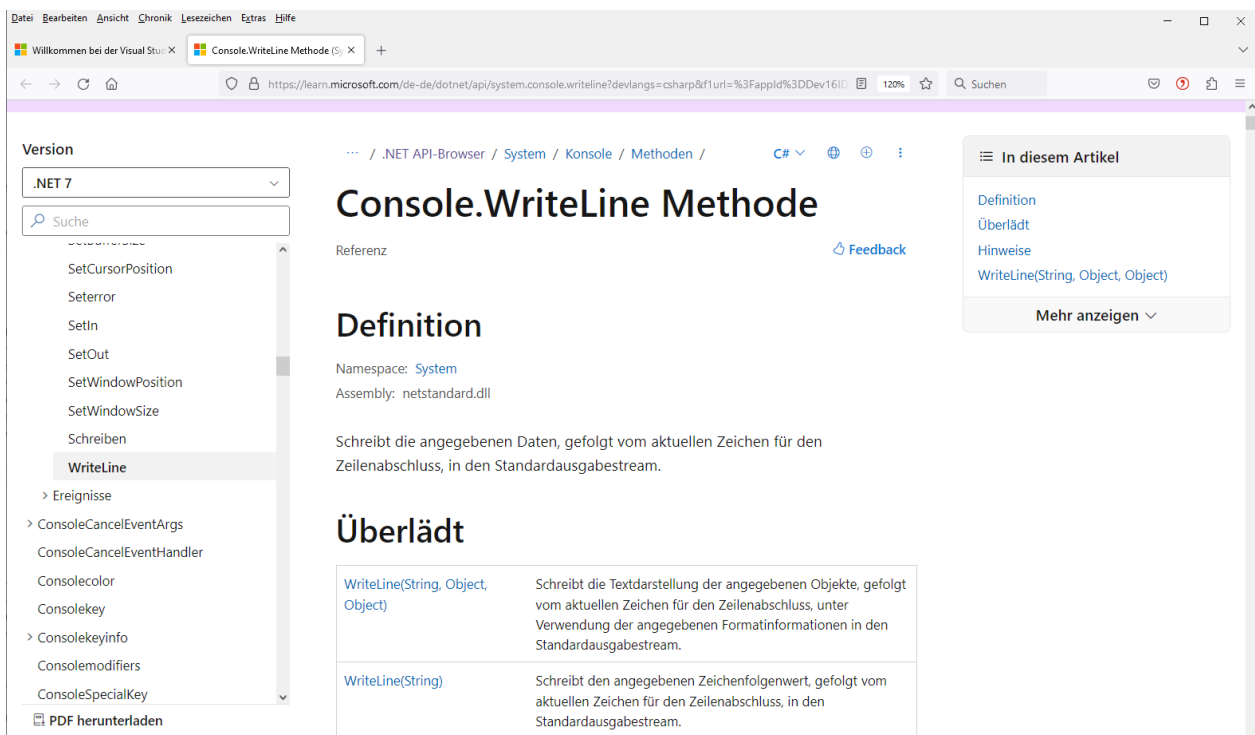 Datei Bearbeiten Ansicht Chronik Lesezeichen Extras Hilfe
Willkommen bei der Visual Stu
Console.WriteLine Methode (Sy
https://learn.microsoft.com/de-de/dotnet/api/system.console.writeline?devlangs=csharp&f1url=%3FappId%3DDev16ID
120%
Suchen
Version
.NET 7
Suche
SetBufferSize
SetCursorPosition
Seterror
SetIn
SetOut
SetWindowPosition
SetWindowSize
Schreiben
WriteLine
Ereignisse
ConsoleCancelEventArgs
ConsoleCancelEventHandler
Consolecolor
Consolekey
Consolekeyinfo
Consolemodifiers
ConsoleSpecialKey
PDF herunterladen
··· / .NET API-Browser / System / Konsole / Methoden /
C#
Console.WriteLine Methode
Referenz
Feedback
Definition
Namespace: System
Assembly: netstandard.dll
Schreibt die angegebenen Daten, gefolgt vom aktuellen Zeichen für den
Zeilenabschluss, in den Standardausgabestream.
Überlädt
WriteLine(String, Object,
Object)
Schreibt die Textdarstellung der angegebenen Objekte, gefolgt
vom aktuellen Zeichen für den Zeilenabschluss, unter
Verwendung der angegebenen Formatinformationen in den
Standardausgabestream.
WriteLine(String)
Schreibt den angegebenen Zeichenfolgenwert, gefolgt vom
aktuellen Zeichen für den Zeilenabschluss, in den
Standardausgabestream.
In diesem Artikel
Definition
Überlädt
Hinweise
WriteLine(String, Object, Object)
Mehr anzeigen